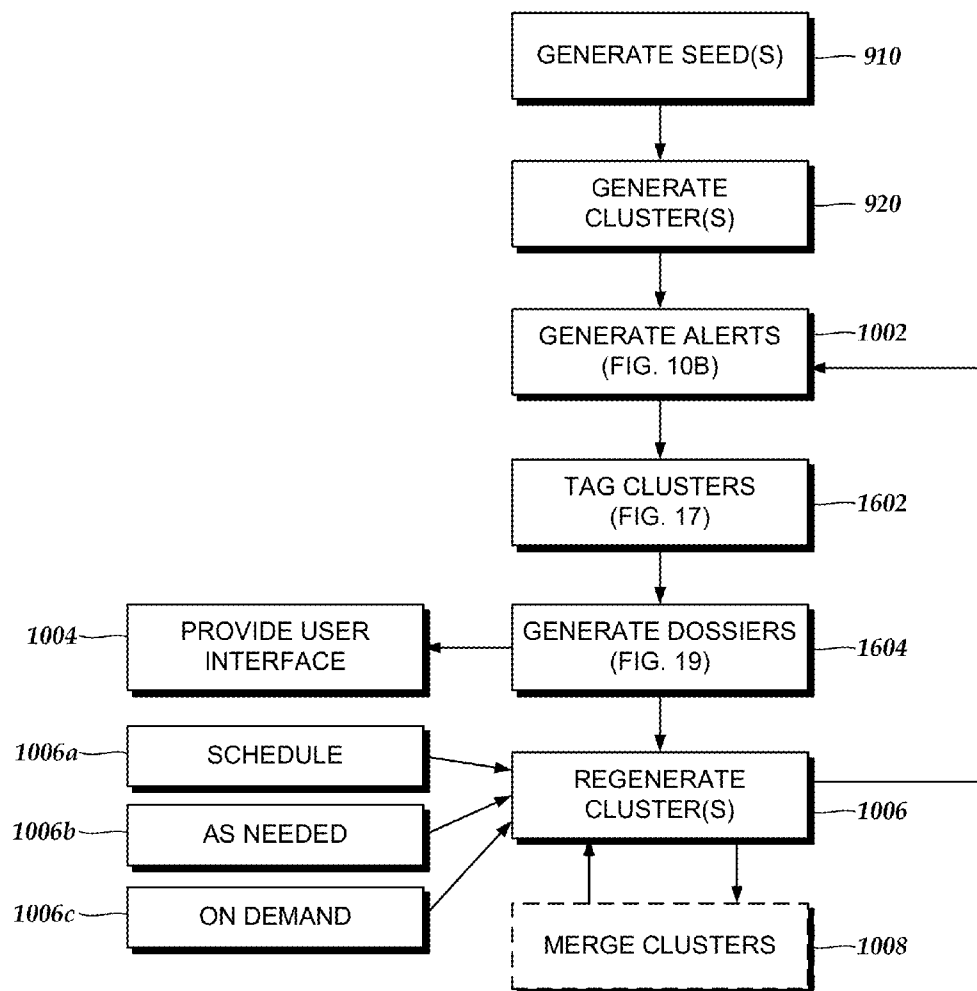 GENERATE SEED(S)
910
GENERATE
CLUSTER(S)
920
GENERATE ALERTS
(FIG. 10B)
1002
TAG CLUSTERS
(FIG. 17)
1602
1004
PROVIDE USER
INTERFACE
GENERATE DOSSIERS
(FIG. 19)
1604
1006a
SCHEDULE
1006b
AS NEEDED
1006c
ON DEMAND
REGENERATE
CLUSTER(S)
1006
MERGE CLUSTERS
1008